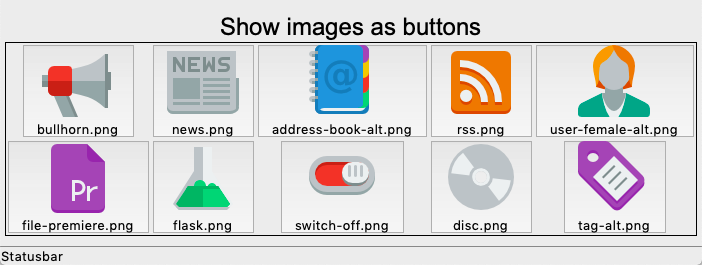 Show images as buttons
NEWS
@
bullhorn.png
news.png
address-book-alt.png
rss.png
user-female-alt.png
Pr
file-premiere.png
flask.png
switch-off.png
disc.png
tag-alt.png
Statusbar